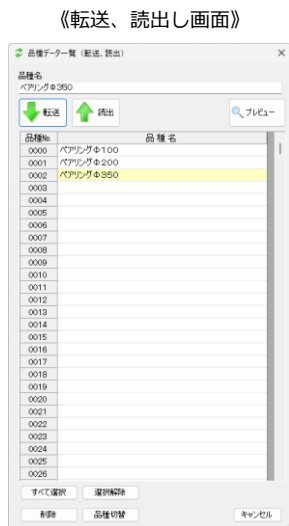 《転送、読出し画面》
品種データ一覧（転送、読出）
品種名
ベアリングΦ350
転送 読出 プレビュー
品種No. 品種名
0000 ベアリングΦ100
0001 ベアリングΦ200
0002 ベアリングΦ350
0003
0004
0005
0006
0007
0008
0009
0010
0011
0012
0013
0014
0015
0016
0017
0018
0019
0020
0021
0022
0023
0024
0025
0026
すべて選択 選択解除
削除 品種切替 キャンセル